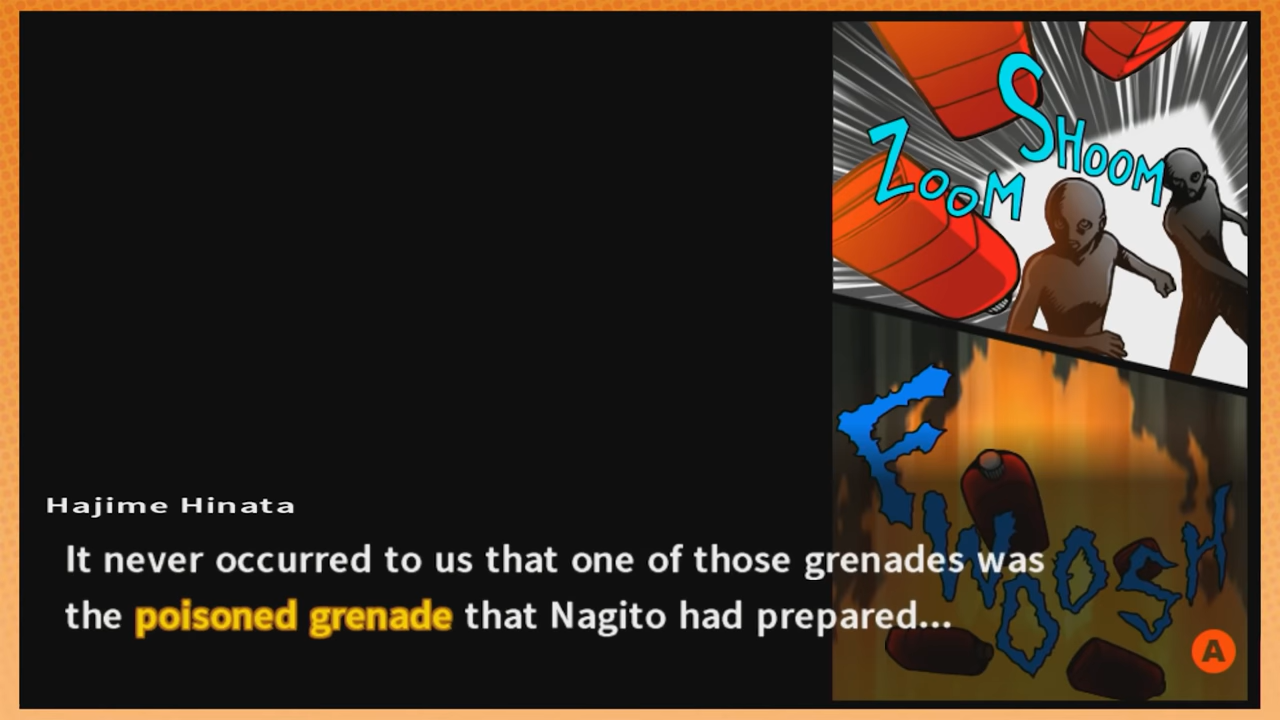 ZOOM
SHOOM
FWOOSH
Hajime Hinata
It never occurred to us that one of those grenades was
the poisoned grenade that Nagito had prepared...
A